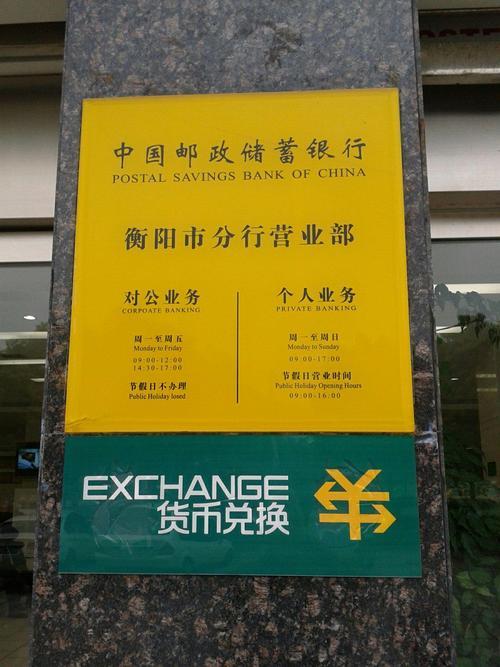 中国邮政储蓄银行
POSTAL SAVINGS BANK OF CHINA
衡阳市分行营业部
对公业务
CORPOATE BANKING
周一至周五
Monday to Friday
09:00-12:00
14:30-17:00
节假日不办理
Public Holiday losed
个人业务
PRIVATE BANKING
周一至周日
Monday to Sunday
09:00-17:00
节假日营业时间
Public Holiday Opening Hours
09:00-16:00
EXCHANGE
货币兑换